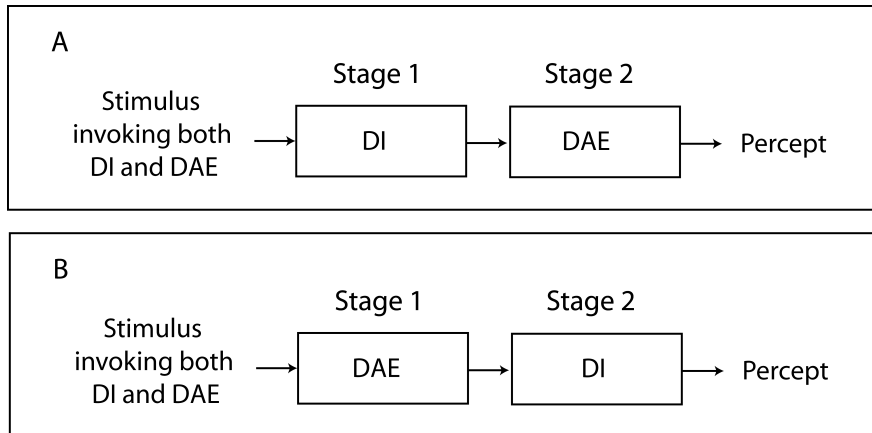 A
Stage 1
Stage 2
Stimulus
invoking both
DI and DAE
DI
DAE
Percept
B
Stage 1
Stage 2
Stimulus
invoking both
DI and DAE
DAE
DI
Percept